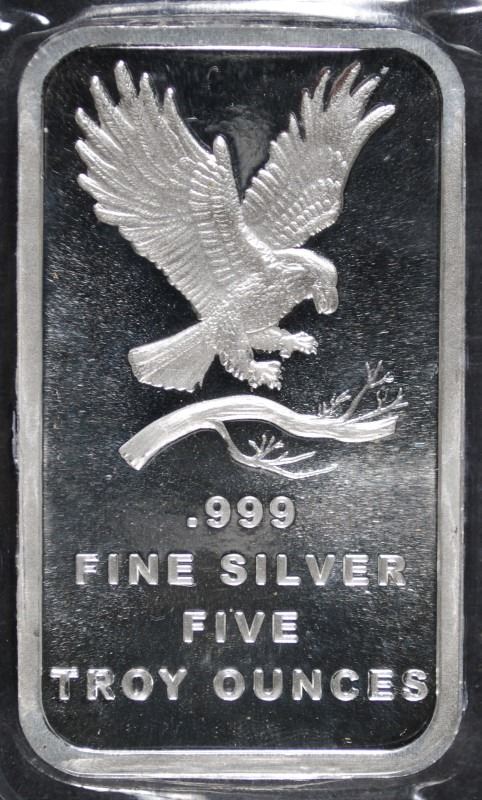 .999
FINE SILVER
FIVE
TROY OUNCES